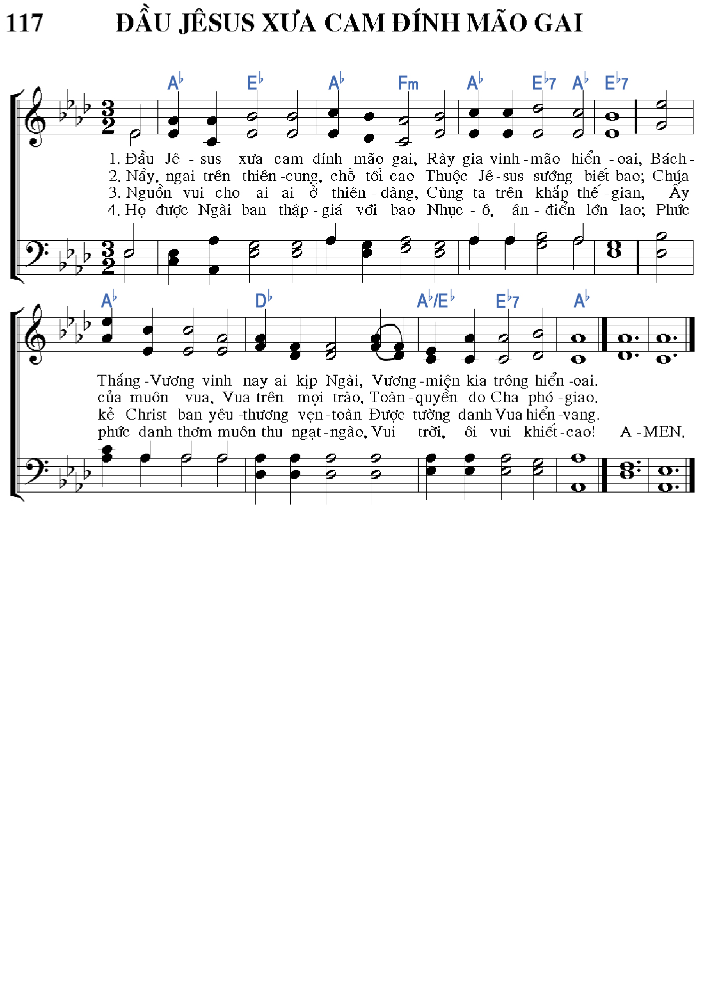 117 ĐẦU JÊSUS XƯA CAM ĐÍNH MÃO GAI
A♭ E♭ A♭ Fm A♭ E♭7 A♭ E♭7
1. Đầu Jê - sus xưa cam đính mão gai, Rày gia vinh - mão hiển - oai, Bách -
2. Nầy, ngai trên thiên - cung, chỗ tối cao Thuộc Jê - sus sướng biết bao; Chúa
3. Nguồn vui cho ai ai ở thiên đàng, Cùng ta trên khắp thế gian, Ấy
4. Họ được Ngài ban thập - giá với bao Nhục - ô, ân - điển lớn lao; Phúc
A♭ D♭ A♭/E♭ E♭7 A♭
Thắng - Vương vinh nay ai kịp Ngài, Vương - miện kia trông hiển - oai.
của muôn vua, Vua trên mọi trào, Toàn - quyền do Cha phó - giao.
kẻ Christ ban yêu - thương vẹn - toàn Được tường danh Vua hiển - vang.
phúc danh thơm muôn thu ngạt - ngào, Vui trời, ôi vui khiết - cao! A - MEN.